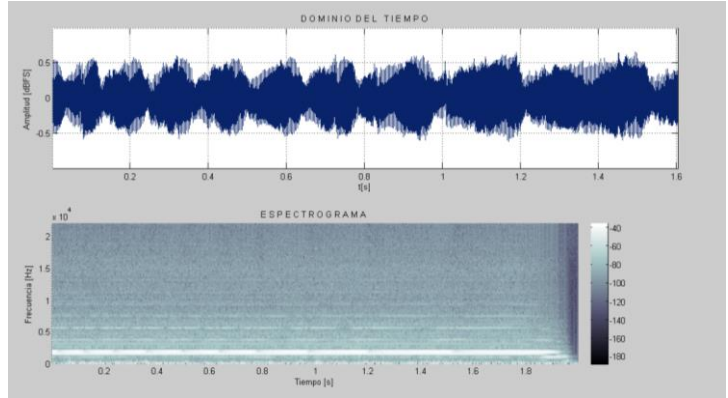 DOMINIO DEL TIEMPO
Amplitud [dBFS]
0.5
0
-0.5
0.2 0.4 0.6 0.8 1 1.2 1.4 1.6
t[s]
ESPECTROGRAMA
x 10^4
Frecuencia [Hz]
2
1.5
1
0.5
0
0.2 0.4 0.6 0.8 1 1.2 1.4 1.6 1.8
Tiempo [s]
-40
-60
-80
-100
-120
-140
-160
-180